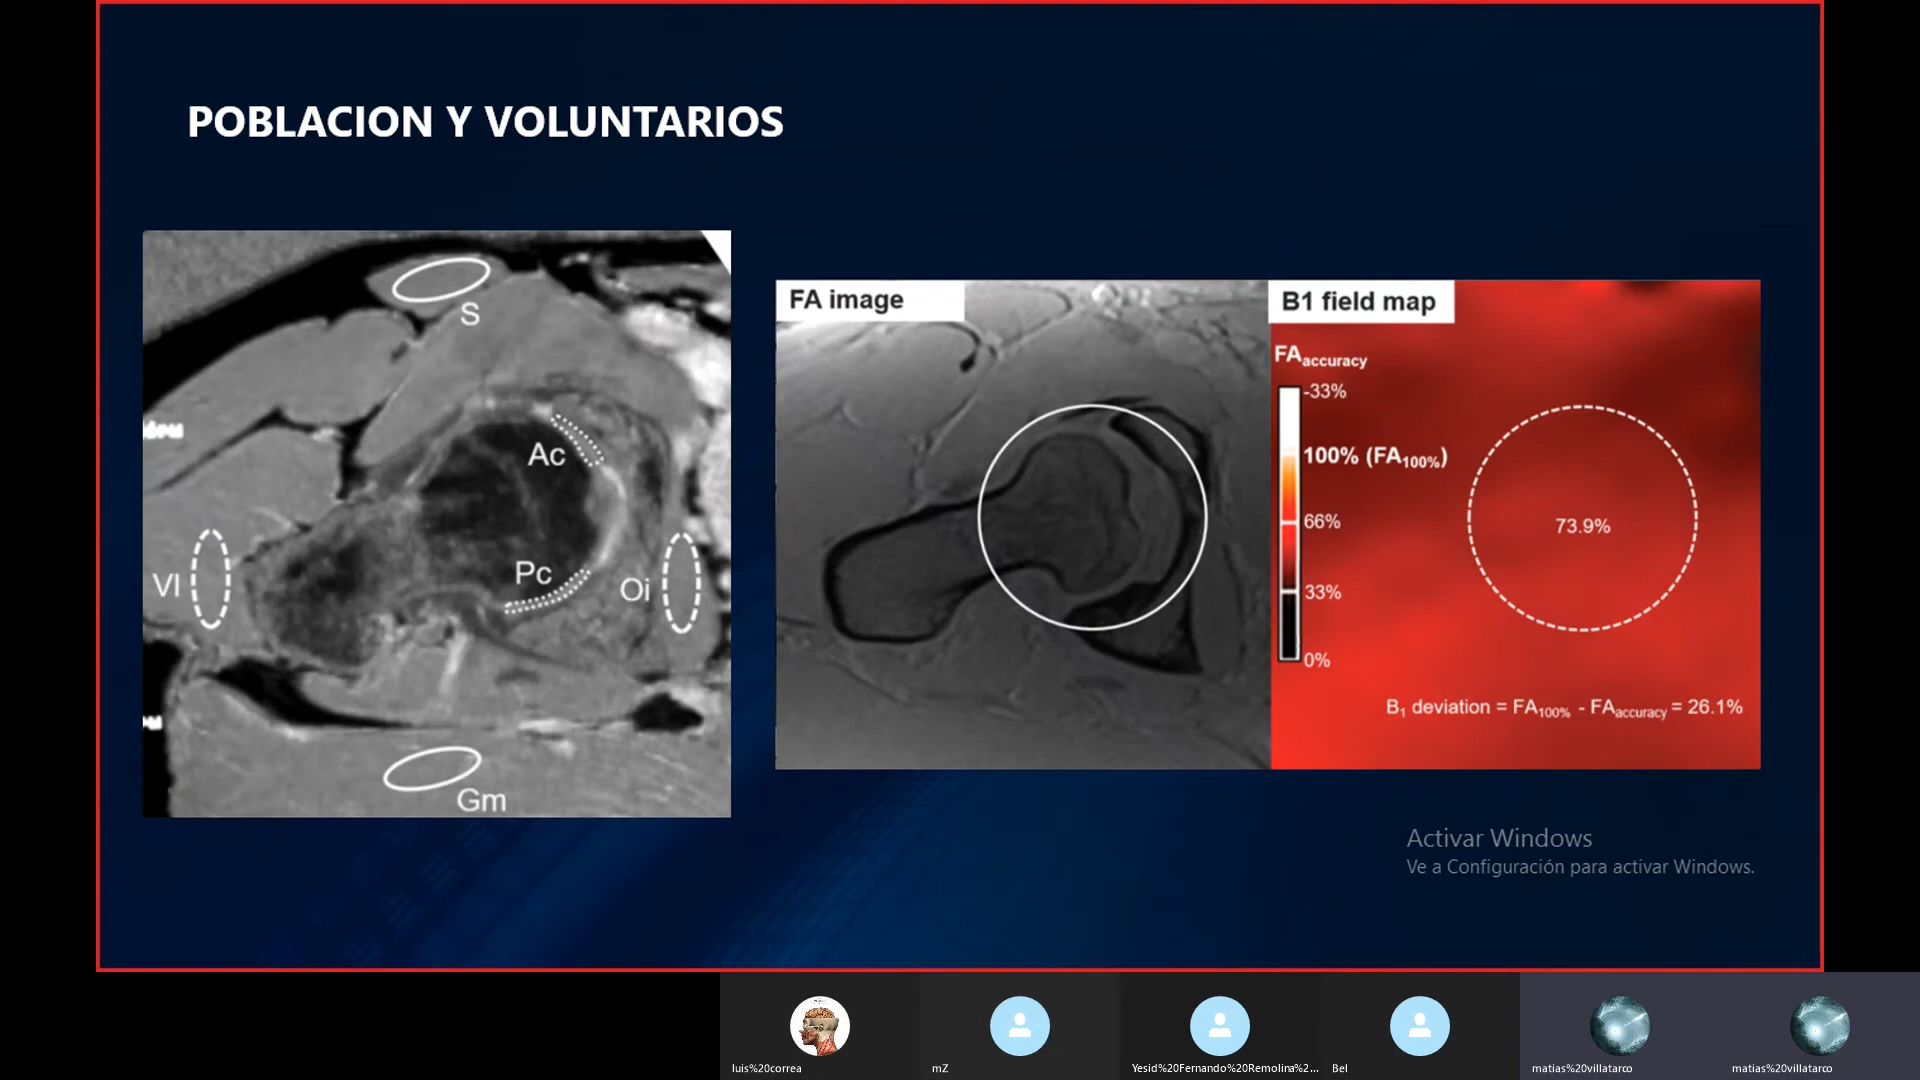 POBLACION Y VOLUNTARIOS
S
Ac
Pc
Vl
Oi
Gm
FA image
B1 field map
FAaccuracy
-33%
100% (FA100%)
66%
33%
0%
73.9%
B1 deviation = FA100% - FAaccuracy = 26.1%
Activar Windows
Ve a Configuración para activar Windows.
luis%20correa
mZ
Yesid%20Fernando%20Remolina%2...
Bel
matias%20villatarco
matias%20villatarco